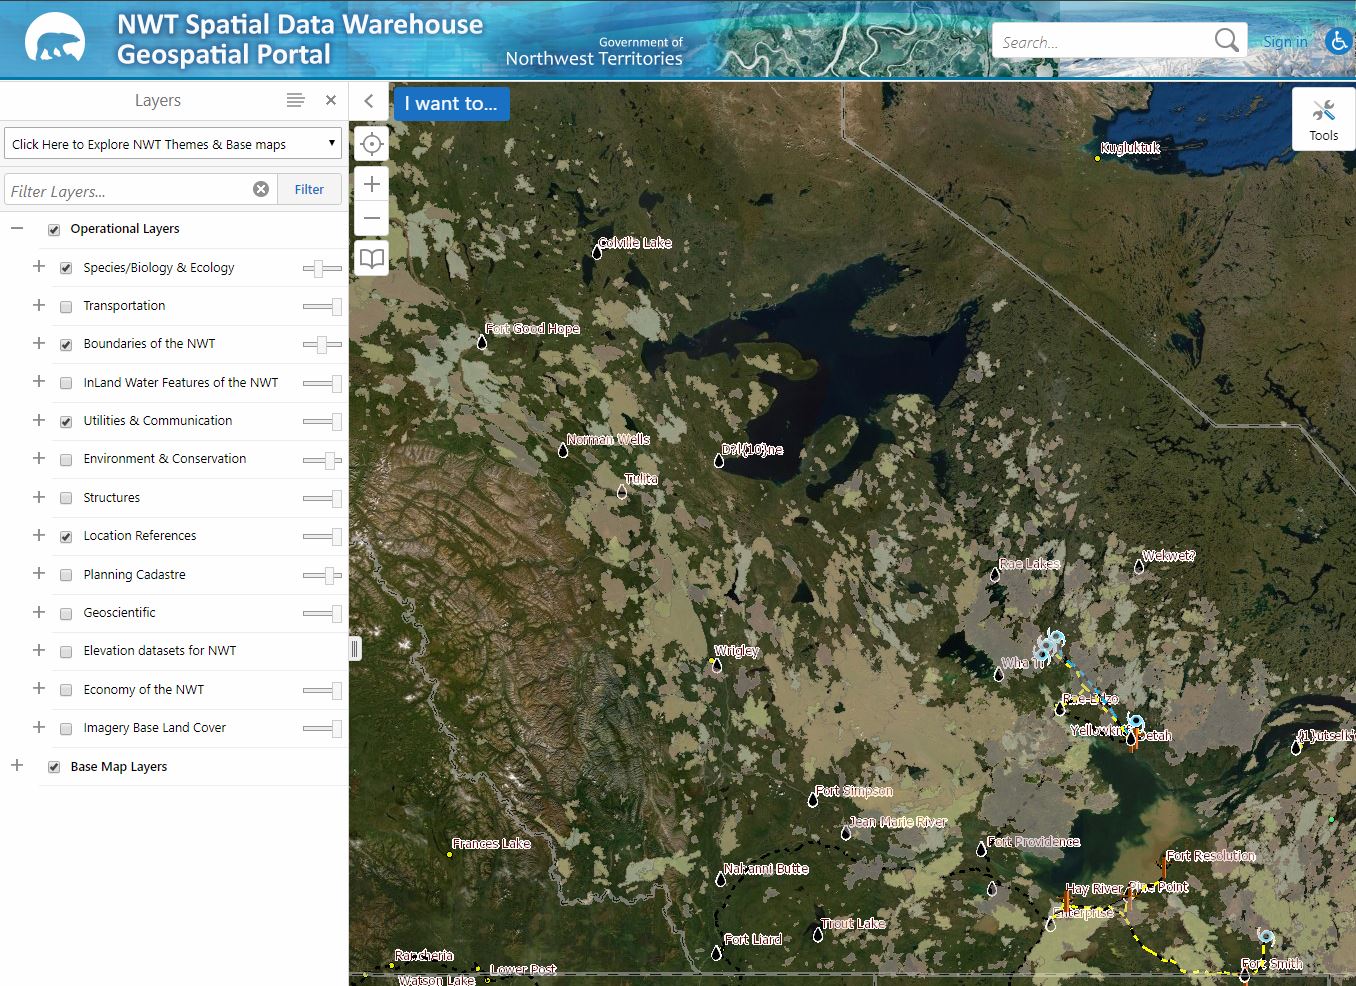 NWT Spatial Data Warehouse
Geospatial Portal
Government of
Northwest Territories
Search...
Sign in
Layers
I want to...
Tools
Click Here to Explore NWT Themes & Base maps
Filter Layers...
Filter
Operational Layers
Species/Biology & Ecology
Transportation
Boundaries of the NWT
InLand Water Features of the NWT
Utilities & Communication
Environment & Conservation
Structures
Location References
Planning Cadastre
Geoscientific
Elevation datasets for NWT
Economy of the NWT
Imagery Base Land Cover
Base Map Layers
Kugluktuk
Colville Lake
Fort Good Hope
Norman Wells
D?l(10)ne
Tulita
Rae Lakes
Wekwet?
Wrigley
Wha Ti
Rae-Edzo
Detah
Fort Simpson
Jean Marie River
Frances Lake
Fort Providence
Nahanni Butte
Fort Resolution
Hay River
Pine Point
Enterprise
Trout Lake
Fort Liard
Fort Smith
Rancheria
Lower Post
Watson Lake